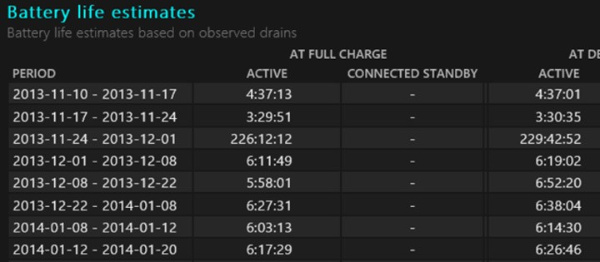 Battery life estimates
Battery life estimates based on observed drains
AT FULL CHARGE AT DE
PERIOD ACTIVE CONNECTED STANDBY ACTIVE
2013-11-10 - 2013-11-17 4:37:13 - 4:37:01
2013-11-17 - 2013-11-24 3:29:51 - 3:30:35
2013-11-24 - 2013-12-01 226:12:12 - 229:42:52
2013-12-01 - 2013-12-08 6:11:49 - 6:19:02
2013-12-08 - 2013-12-22 5:58:01 - 6:52:20
2013-12-22 - 2014-01-08 6:27:31 - 6:38:04
2014-01-08 - 2014-01-12 6:03:13 - 6:14:30
2014-01-12 - 2014-01-20 6:17:29 - 6:26:46